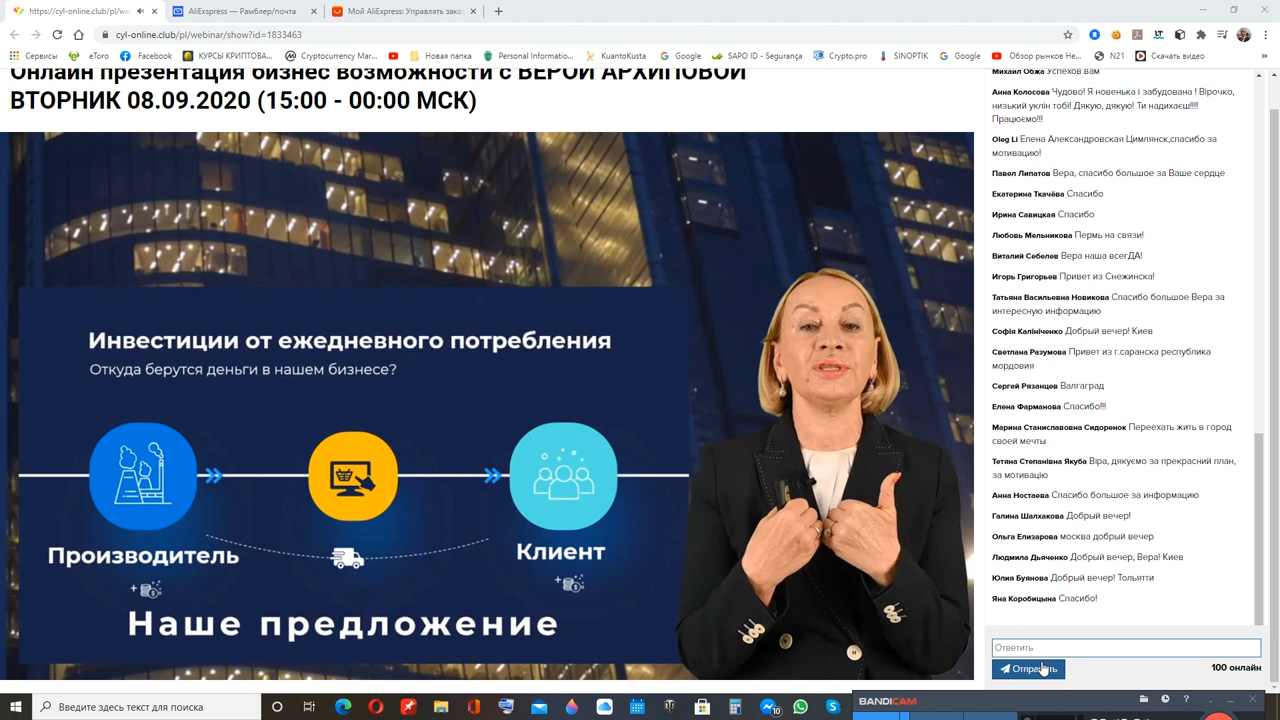 https://cyl-online.club/pl/we
AliExpress — Рамблер/почта
Мой AliExpress: Управлять зака
cyl-online.club/pl/webinar/show?id=1833463
Сервисы
eToro
Facebook
КУРСЫ КРИПТОВА...
Cryptocurrency Mar...
Новая папка
Personal Informatio...
KuantoKusta
Google
SAPO ID - Segurança
Crypto.pro
SINOPTIK
Google
Обзор рынков Не...
N21
Скачать видео
Онлайн презентация бизнес возможности с ВЕРОЙ АРХИПОВОЙ
ВТОРНИК 08.09.2020 (15:00 - 00:00 МСК)
Инвестиции от ежедневного потребления
Откуда берутся деньги в нашем бизнесе?
Производитель
Клиент
Наше предложение
Михаил Обжа Успехов вам
Анна Колосова Чудово! Я новенька і забудована ! Вірочко,
низький уклін тобі! Дякую, дякую! Ти надихаєш!!!!
Працюємо!!!
Oleg Li Елена Александровская Цимлянск,спасибо за
мотивацию!
Павел Липатов Вера, спасибо большое за Ваше сердце
Екатерина Ткачёва Спасибо
Ирина Савицкая Спасибо
Любовь Мельникова Пермь на связи!
Виталий Себелев Вера наша всегДА!
Игорь Григорьев Привет из Снежинска!
Татьяна Васильевна Новикова Спасибо большое Вера за
интересную информацию
Софія Калініченко Добрый вечер! Киев
Светлана Разумова Привет из г.саранска республика
мордовия
Сергей Рязанцев Валгаград
Елена Фарманова Спасибо!!!
Марина Станиславовна Сидоренок Переехать жить в город
своей мечты
Тетяна Степанівна Якуба Віра, дякуємо за прекрасний план,
за мотивацію
Анна Ностаева Спасибо большое за информацию
Галина Шалхакова Добрый вечер!
Ольга Елизарова москва добрый вечер
Людмила Дьяченко Добрый вечер, Вера! Киев
Юлия Буянова Добрый вечер! Тольятти
Яна Коробицына Спасибо!
Ответить
Отправить
100 онлайн
BANDICAM
Введите здесь текст для поиска
10